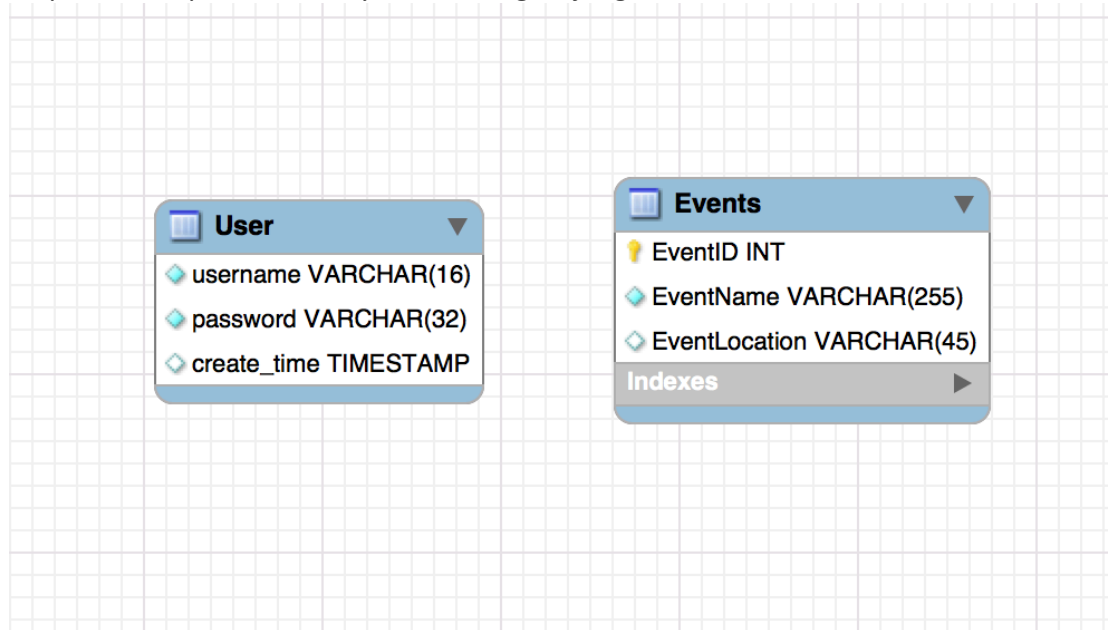 User
username VARCHAR(16)
password VARCHAR(32)
create_time TIMESTAMP
Events
EventID INT
EventName VARCHAR(255)
EventLocation VARCHAR(45)
Indexes